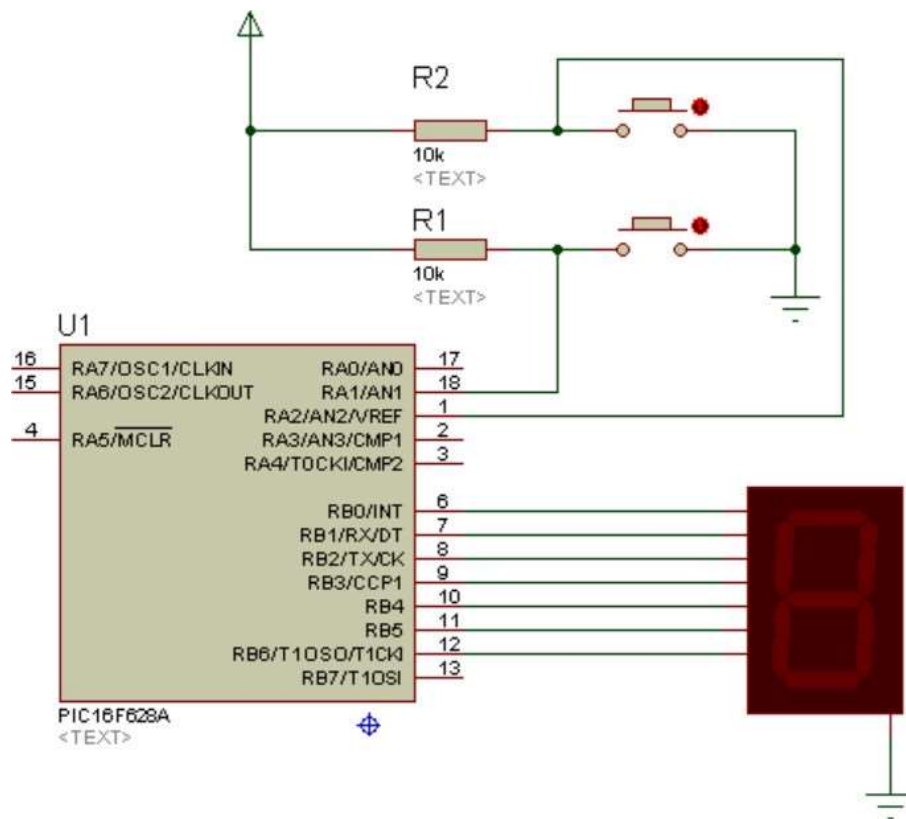 R2
10k
<TEXT>
R1
10k
<TEXT>
U1
16 RA7/OSC1/CLKIN RA0/AN0 17
15 RA6/OSC2/CLKOUT RA1/AN1 18
RA2/AN2/VREF 1
4 RA5/MCLR RA3/AN3/CMP1 2
RA4/T0CKI/CMP2 3
RB0/INT 6
RB1/RX/DT 7
RB2/TX/CK 8
RB3/CCP1 9
RB4 10
RB5 11
RB6/T1OSO/T1CKI 12
RB7/T1OSI 13
PIC16F628A
<TEXT>